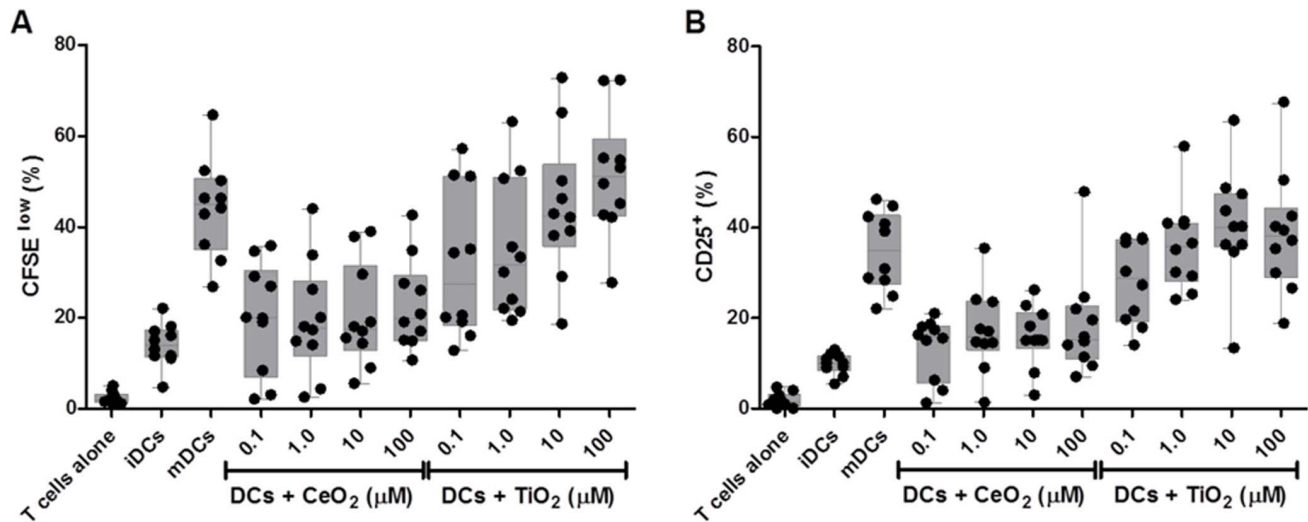 A
CFSE low (%)
80
60
40
20
0
T cells alone
iDCs
mDCs
0.1
1.0
10
100
0.1
1.0
10
100
DCs + CeO2 (μM)
DCs + TiO2 (μM)
B
CD25+ (%)
80
60
40
20
0
T cells alone
iDCs
mDCs
0.1
1.0
10
100
0.1
1.0
10
100
DCs + CeO2 (μM)
DCs + TiO2 (μM)